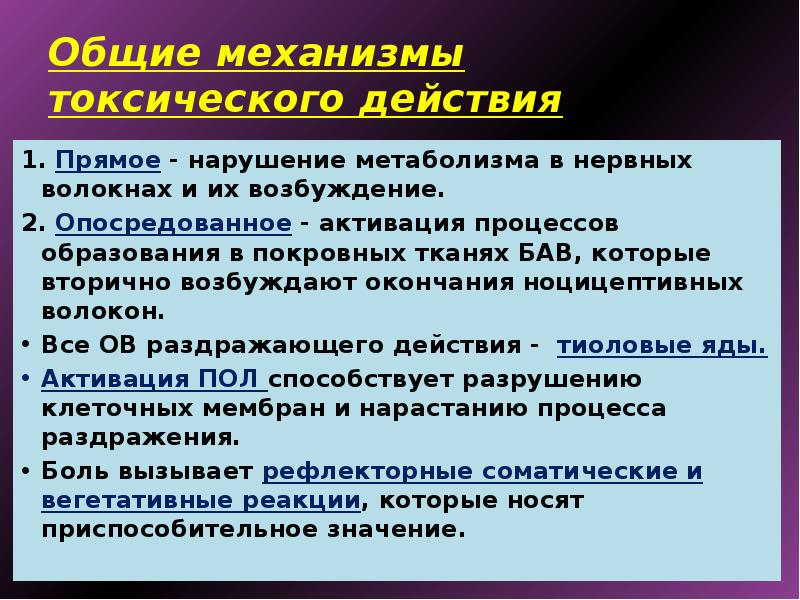 Общие механизмы
токсического действия
1. Прямое - нарушение метаболизма в нервных
волокнах и их возбуждение.
2. Опосредованное - активация процессов
образования в покровных тканях БАВ, которые
вторично возбуждают окончания ноцицептивных
волокон.
• Все ОВ раздражающего действия - тиоловые яды.
• Активация ПОЛ способствует разрушению
клеточных мембран и нарастанию процесса
раздражения.
• Боль вызывает рефлекторные соматические и
вегетативные реакции, которые носят
приспособительное значение.